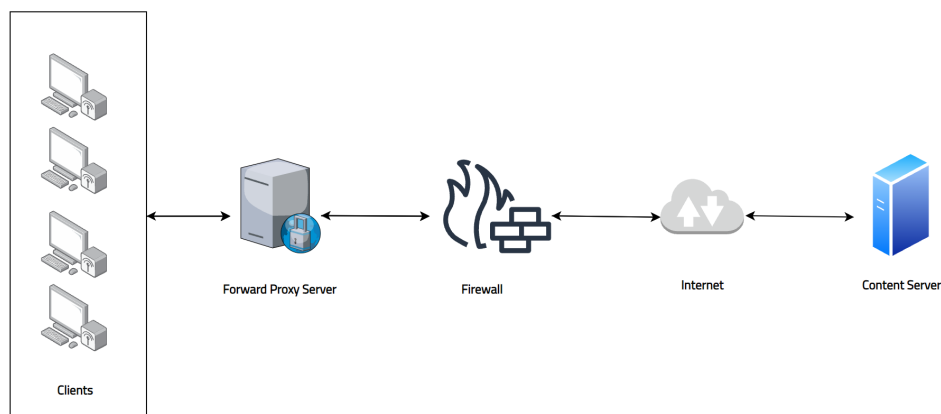 Forward Proxy Server
Firewall
Internet
Content Server
Clients